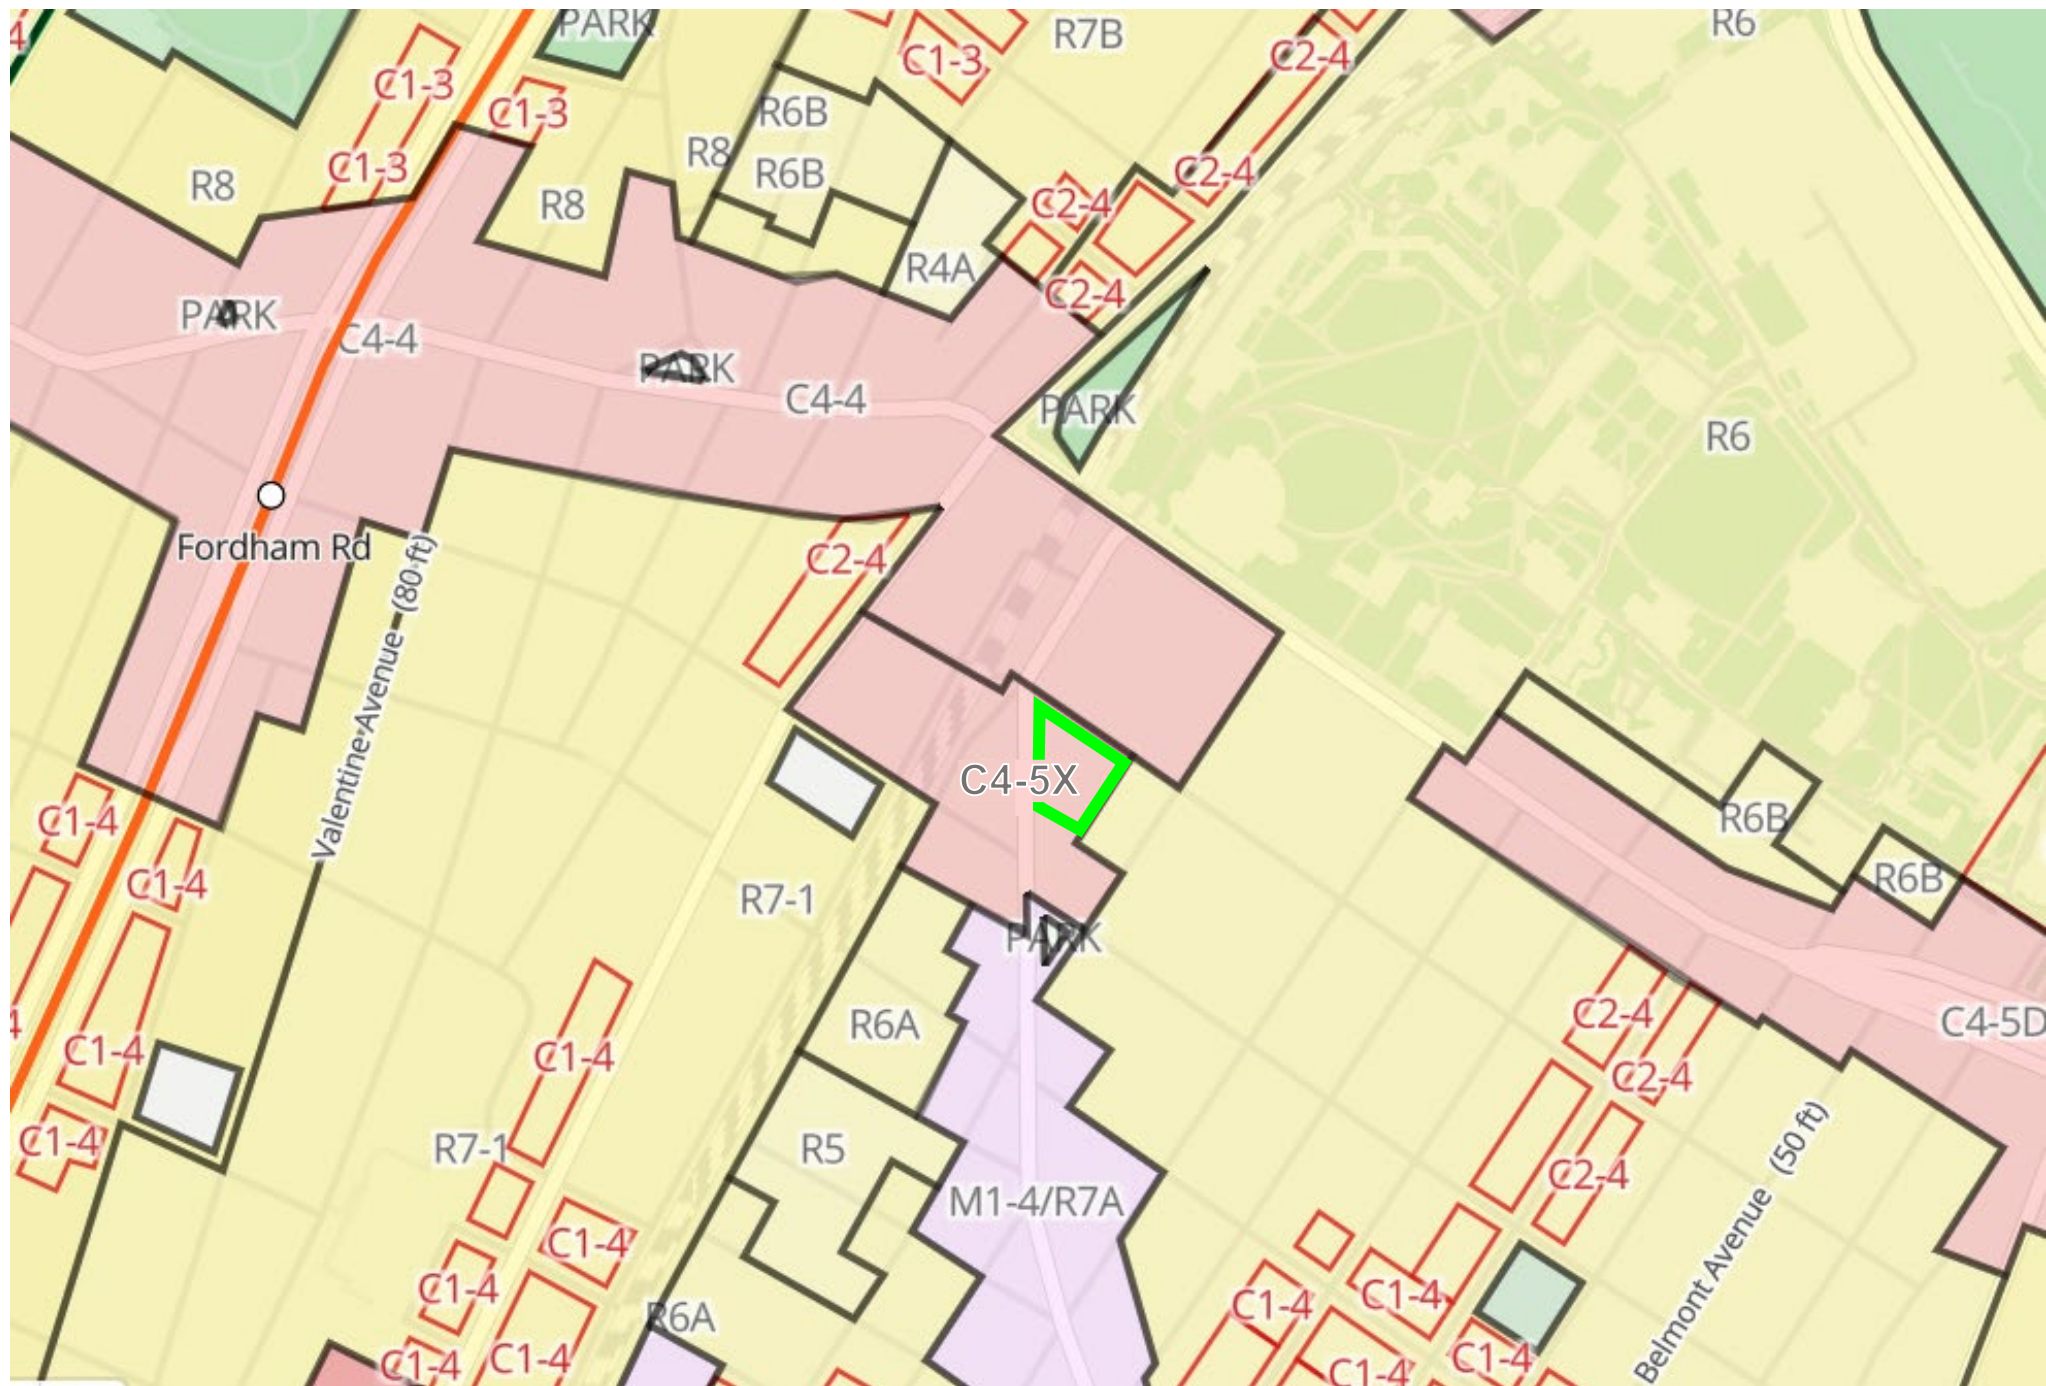 PARK
R6
4
R7B
C1-3
C2-4
C1-3
C1-3
R6B
C1-3
R8
R6B
C2-4
R8
R8
C2-4
R4A
C2-4
PARK
C4-4
PARK
C4-4
PARK
R6
Fordham Rd
C2-4
Valentine Avenue (80 ft)
C4-5X
C1-4
R6B
C1-4
R7-1
R6B
PARK
4
R6A
C2-4
C4-5D
C1-4
C1-4
C2-4
C1-4
R7-1
R5
C2-4
M1-4/R7A
Belmont Avenue (50 ft)
C1-4
C1-4
C1-4
C1-4
R6A
C1-4
C1-4
C1-4
C1-4